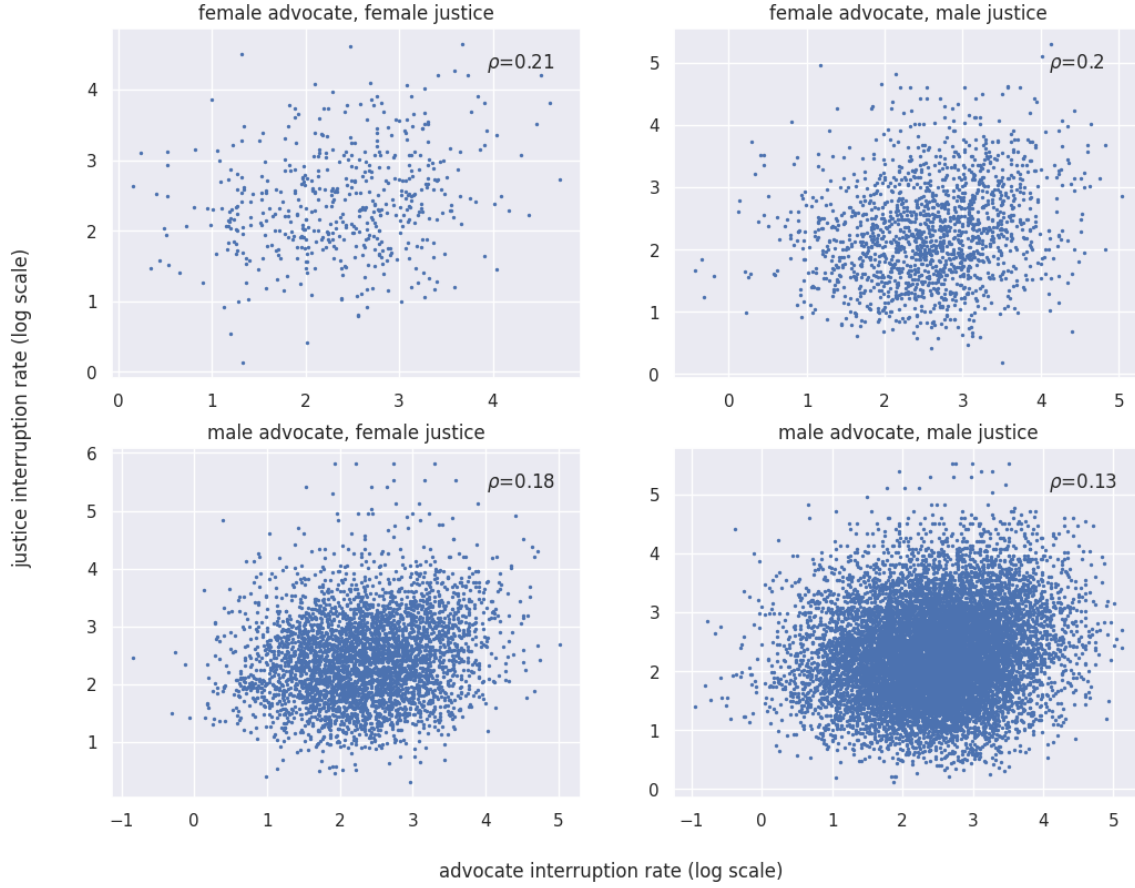 female advocate, female justice
female advocate, male justice
ρ=0.21
ρ=0.2
4
3
2
1
0
5
4
3
2
1
0
0 1 2 3 4
0 1 2 3 4 5
justice interruption rate (log scale)
male advocate, female justice
male advocate, male justice
ρ=0.18
ρ=0.13
6
5
4
3
2
1
5
4
3
2
1
0
−1 0 1 2 3 4 5
−1 0 1 2 3 4 5
advocate interruption rate (log scale)